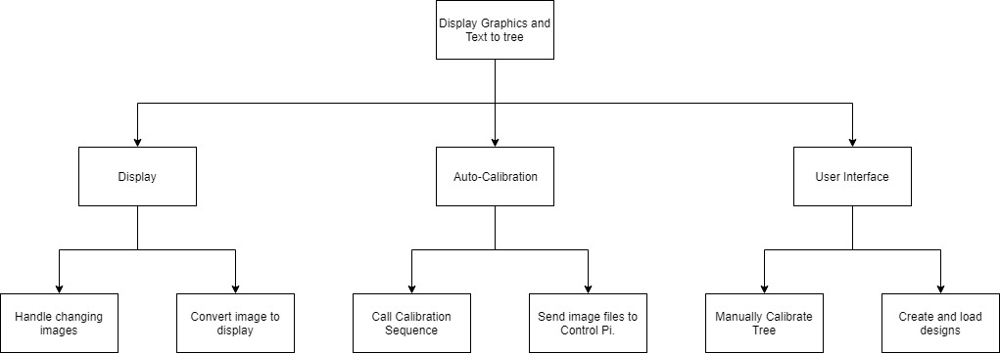 Display Graphics and
Text to tree
Display
Auto-Calibration
User Interface
Handle changing
images
Convert image to
display
Call Calibration
Sequence
Send image files to
Control Pi.
Manually Calibrate
Tree
Create and load
designs